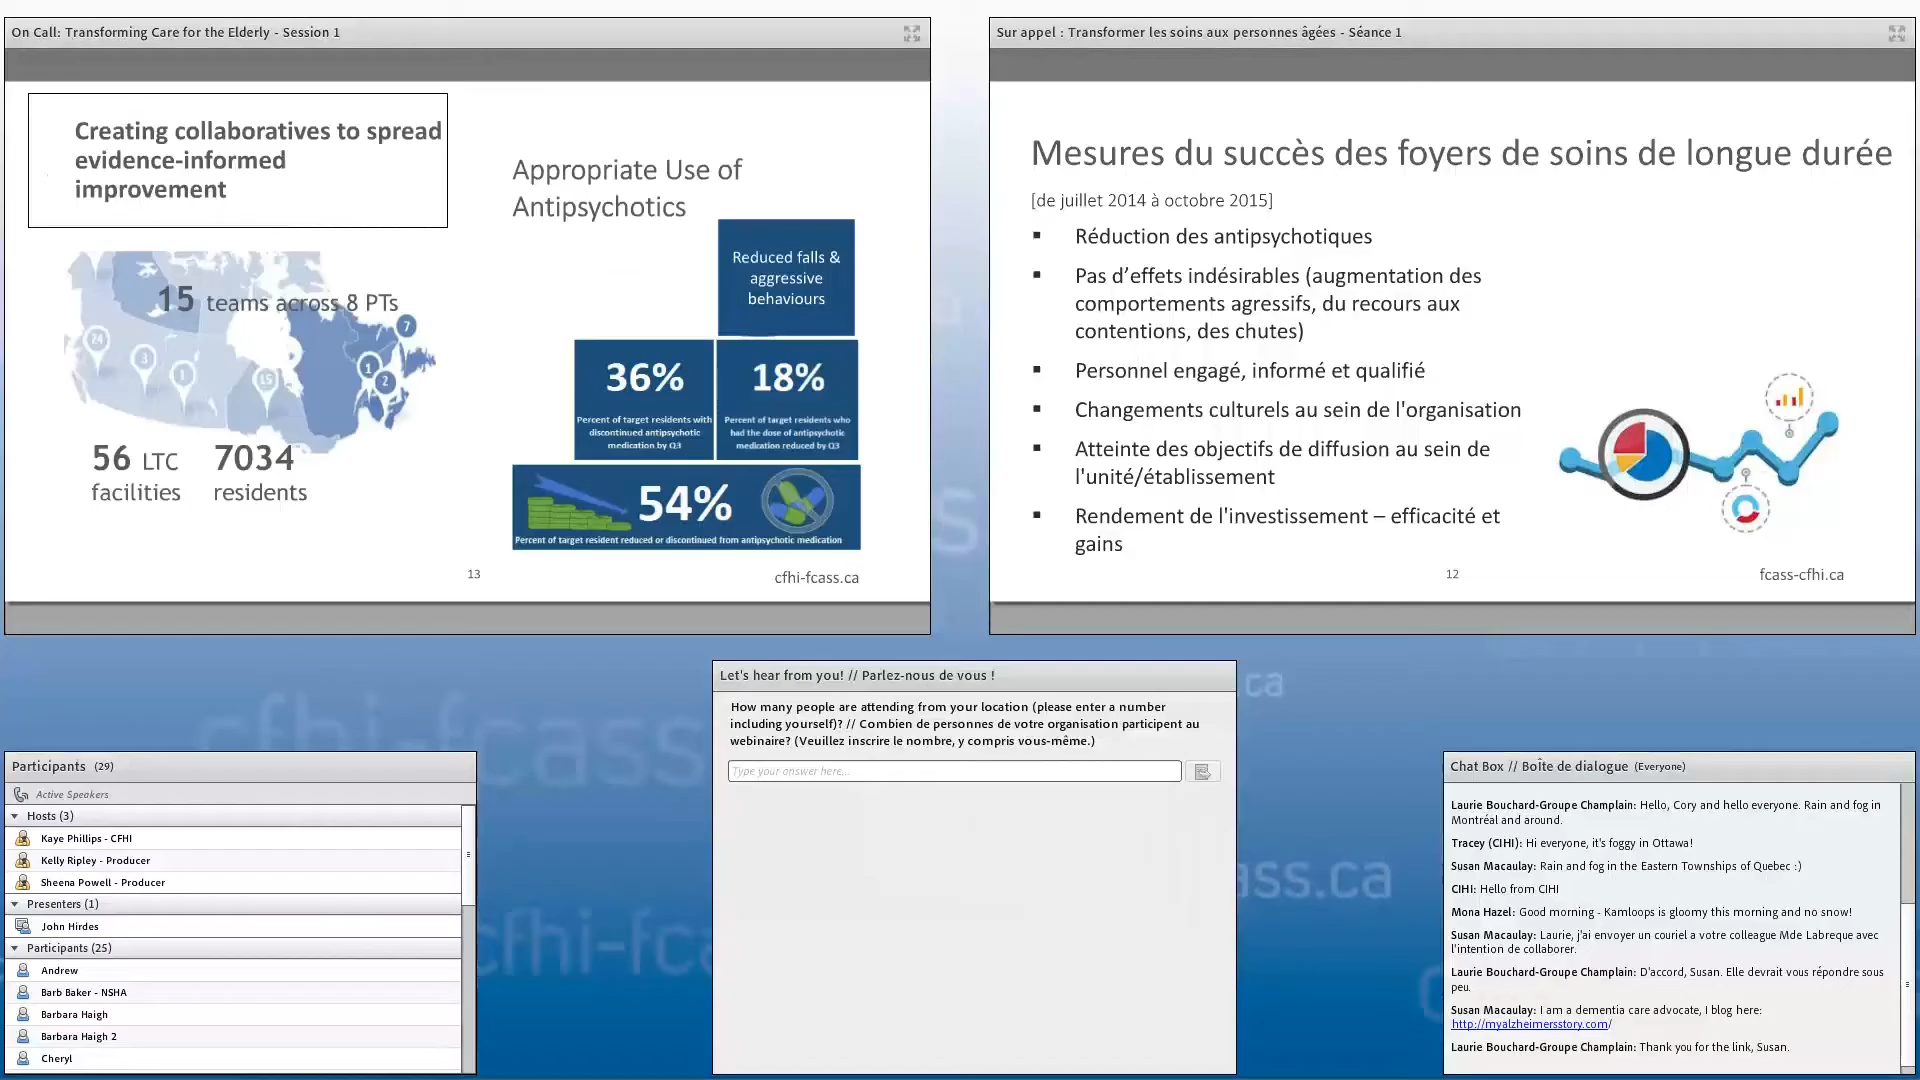 On Call: Transforming Care for the Elderly - Session 1
Creating collaboratives to spread
evidence-informed
improvement
15 teams across 8 PTs
24
3
1
15
1
2
7
56 LTC
facilities
7034
residents
Appropriate Use of
Antipsychotics
Reduced falls &
aggressive
behaviours
36%
Percent of target residents with
discontinued antipsychotic
medication by Q3
18%
Percent of target residents who
had the dose of antipsychotic
medication reduced by Q3
54%
Percent of target resident reduced or discontinued from antipsychotic medication
13
cfhi-fcass.ca
Sur appel : Transformer les soins aux personnes âgées - Séance 1
Mesures du succès des foyers de soins de longue durée
[de juillet 2014 à octobre 2015]
▪ Réduction des antipsychotiques
▪ Pas d’effets indésirables (augmentation des
comportements agressifs, du recours aux
contentions, des chutes)
▪ Personnel engagé, informé et qualifié
▪ Changements culturels au sein de l'organisation
▪ Atteinte des objectifs de diffusion au sein de
l'unité/établissement
▪ Rendement de l'investissement – efficacité et
gains
12
fcass-cfhi.ca
Participants (29)
Active Speakers
Hosts (3)
Kaye Phillips - CFHI
Kelly Ripley - Producer
Sheena Powell - Producer
Presenters (1)
John Hirdes
Participants (25)
Andrew
Barb Baker - NSHA
Barbara Haigh
Barbara Haigh 2
Cheryl
Let's hear from you! // Parlez-nous de vous !
How many people are attending from your location (please enter a number
including yourself)? // Combien de personnes de votre organisation participent au
webinaire? (Veuillez inscrire le nombre, y compris vous-même.)
Type your answer here...
Chat Box // Boîte de dialogue (Everyone)
Laurie Bouchard-Groupe Champlain: Hello, Cory and hello everyone. Rain and fog in
Montréal and around.
Tracey (CIHI): Hi everyone, it's foggy in Ottawa!
Susan Macaulay: Rain and fog in the Eastern Townships of Quebec :)
CIHI: Hello from CIHI
Mona Hazel: Good morning - Kamloops is gloomy this morning and no snow!
Susan Macaulay: Laurie, j'ai envoyer un couriel a votre colleague Mde Labreque avec
l'intention de collaborer.
Laurie Bouchard-Groupe Champlain: D'accord, Susan. Elle devrait vous répondre sous
peu.
Susan Macaulay: I am a dementia care advocate, I blog here:
http://myalzheimersstory.com/
Laurie Bouchard-Groupe Champlain: Thank you for the link, Susan.